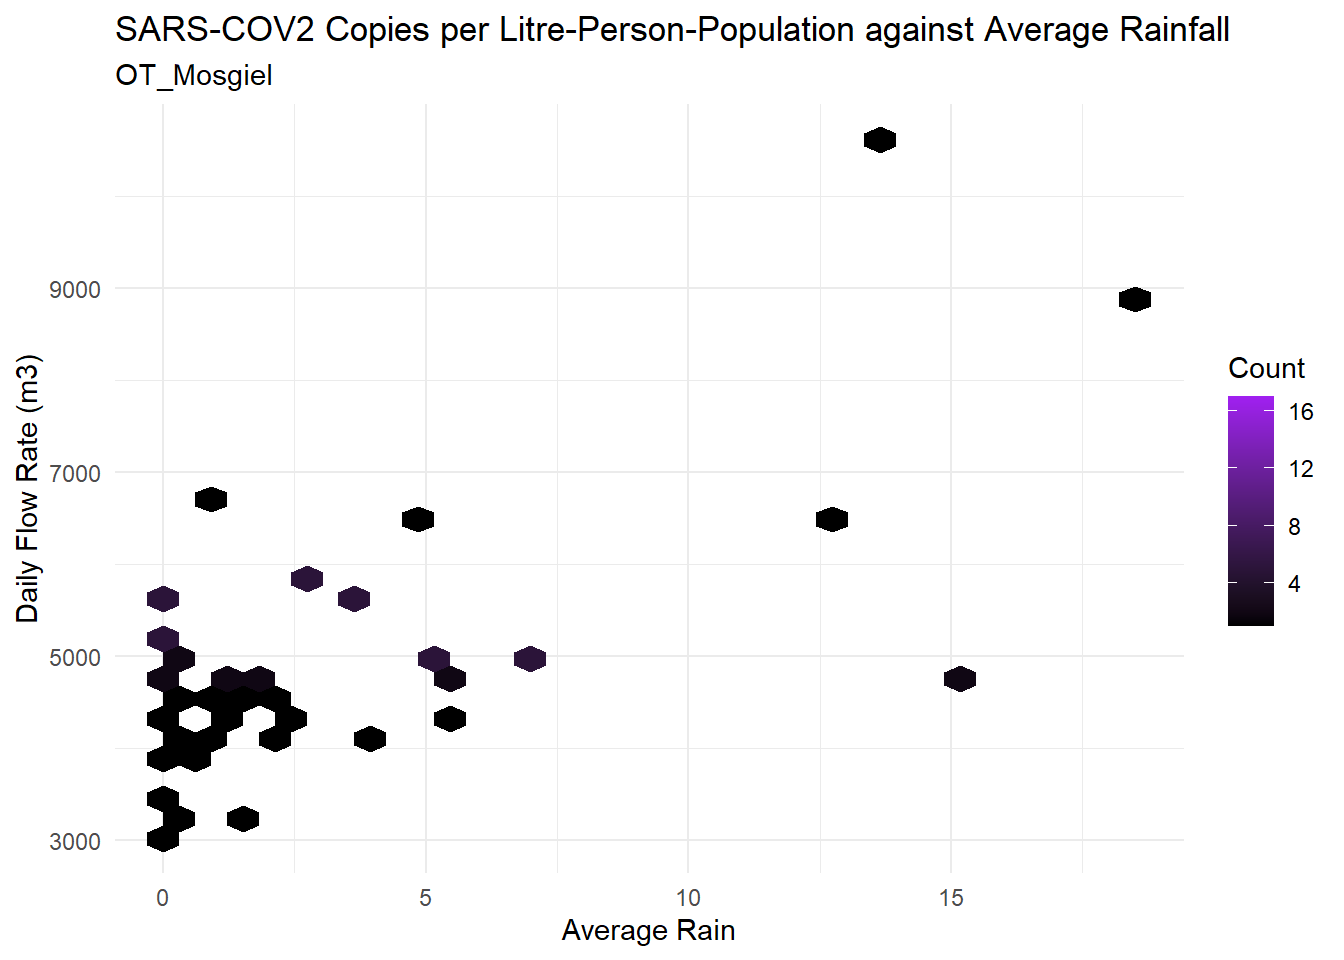 SARS-COV2 Copies per Litre-Person-Population against Average Rainfall
OT_Mosgiel
Daily Flow Rate (m3)
9000
7000
5000
3000
0
5
10
15
Average Rain
Count
16
12
8
4